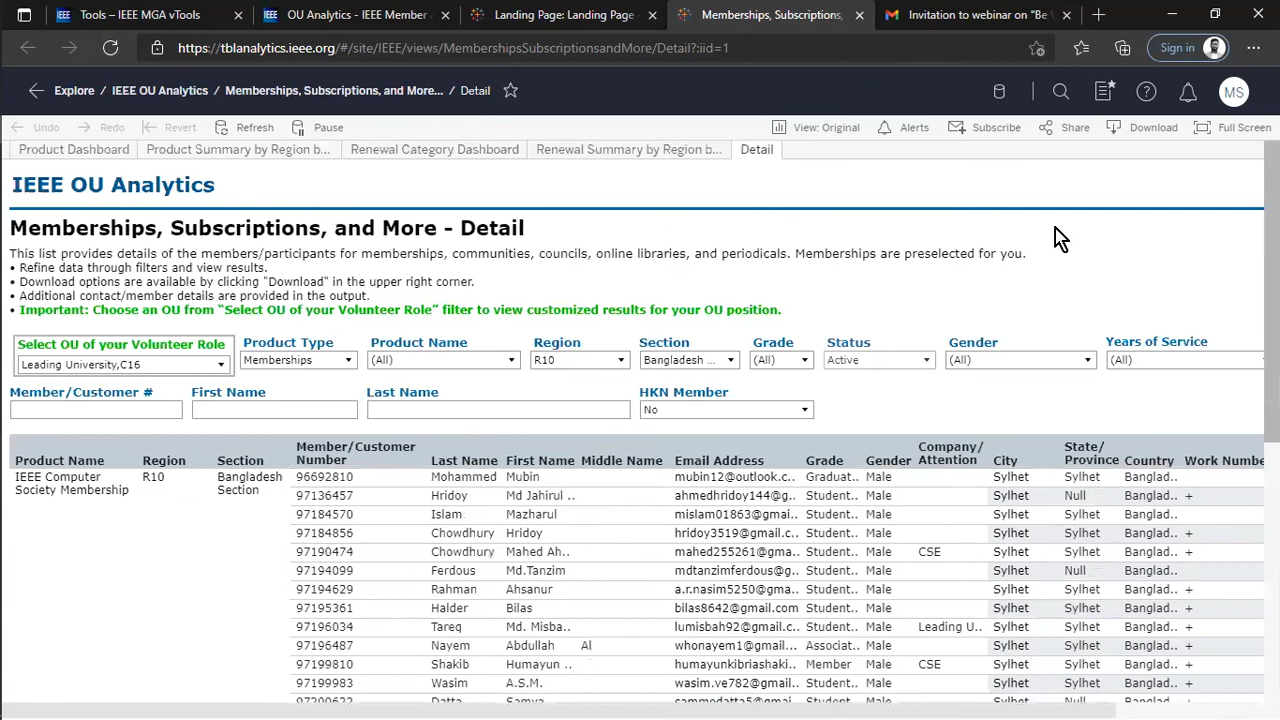 Tools – IEEE MGA vTools
OU Analytics - IEEE Member a
Landing Page: Landing Page
Memberships, Subscriptions,
Invitation to webinar on "Be
https://tblanalytics.ieee.org/#/site/IEEE/views/MembershipsSubscriptionsandMore/Detail?:iid=1
Sign in
Explore / IEEE OU Analytics / Memberships, Subscriptions, and More... / Detail
MS
Undo Redo Revert Refresh Pause View: Original Alerts Subscribe Share Download Full Screen
Product Dashboard Product Summary by Region b... Renewal Category Dashboard Renewal Summary by Region b... Detail
IEEE OU Analytics
Memberships, Subscriptions, and More - Detail
This list provides details of the members/participants for memberships, communities, councils, online libraries, and periodicals. Memberships are preselected for you.
• Refine data through filters and view results.
• Download options are available by clicking "Download" in the upper right corner.
• Additional contact/member details are provided in the output.
• Important: Choose an OU from “Select OU of your Volunteer Role” filter to view customized results for your OU position.
Select OU of your Volunteer Role Product Type Product Name Region Section Grade Status Gender Years of Service
Leading University,C16 Memberships (All) R10 Bangladesh ... (All) Active (All) (All)
Member/Customer # First Name Last Name HKN Member
No
Product Name Region Section Member/Customer Number Last Name First Name Middle Name Email Address Grade Gender Company/Attention City State/Province Country Work Numbe
IEEE Computer Society Membership R10 Bangladesh Section
96692810 Mohammed Mubin mubin12@outlook.c.. Graduat.. Male Sylhet Sylhet Banglad..
97136457 Hridoy Md Jahirul .. ahmedhridoy144@g.. Student.. Male Sylhet Null Banglad.. +
97184570 Islam Mazharul mislam01863@gmai.. Student.. Male Sylhet Sylhet Banglad..
97184856 Chowdhury Hridoy hridoy3519@gmail.c.. Student.. Male Sylhet Sylhet Banglad.. +
97190474 Chowdhury Mahed Ah.. mahed255261@gma.. Student.. Male CSE Sylhet Sylhet Banglad.. +
97194099 Ferdous Md.Tanzim mdtanzimferdous@g.. Student.. Male Sylhet Null Banglad..
97194629 Rahman Ahsanur a.r.nasim5250@gma.. Student.. Male Sylhet Sylhet Banglad.. +
97195361 Halder Bilas bilas8642@gmail.com Student.. Male Sylhet Sylhet Banglad.. +
97196034 Tareq Md. Misba.. lumisbah92@gmail.c.. Student.. Male Leading U.. Sylhet Sylhet Banglad.. +
97196487 Nayem Abdullah Al whonayem1@gmail... Associat.. Male Sylhet Sylhet Banglad.. +
97199810 Shakib Humayun .. humayunkibriashaki.. Member Male CSE Sylhet Sylhet Banglad.. +
97199983 Wasim A.S.M. wasim.ve782@gmai.. Student.. Male Sylhet Sylhet Banglad.. +
97200622 Datta Samya Student.. Male Sylhet Null Banglad..